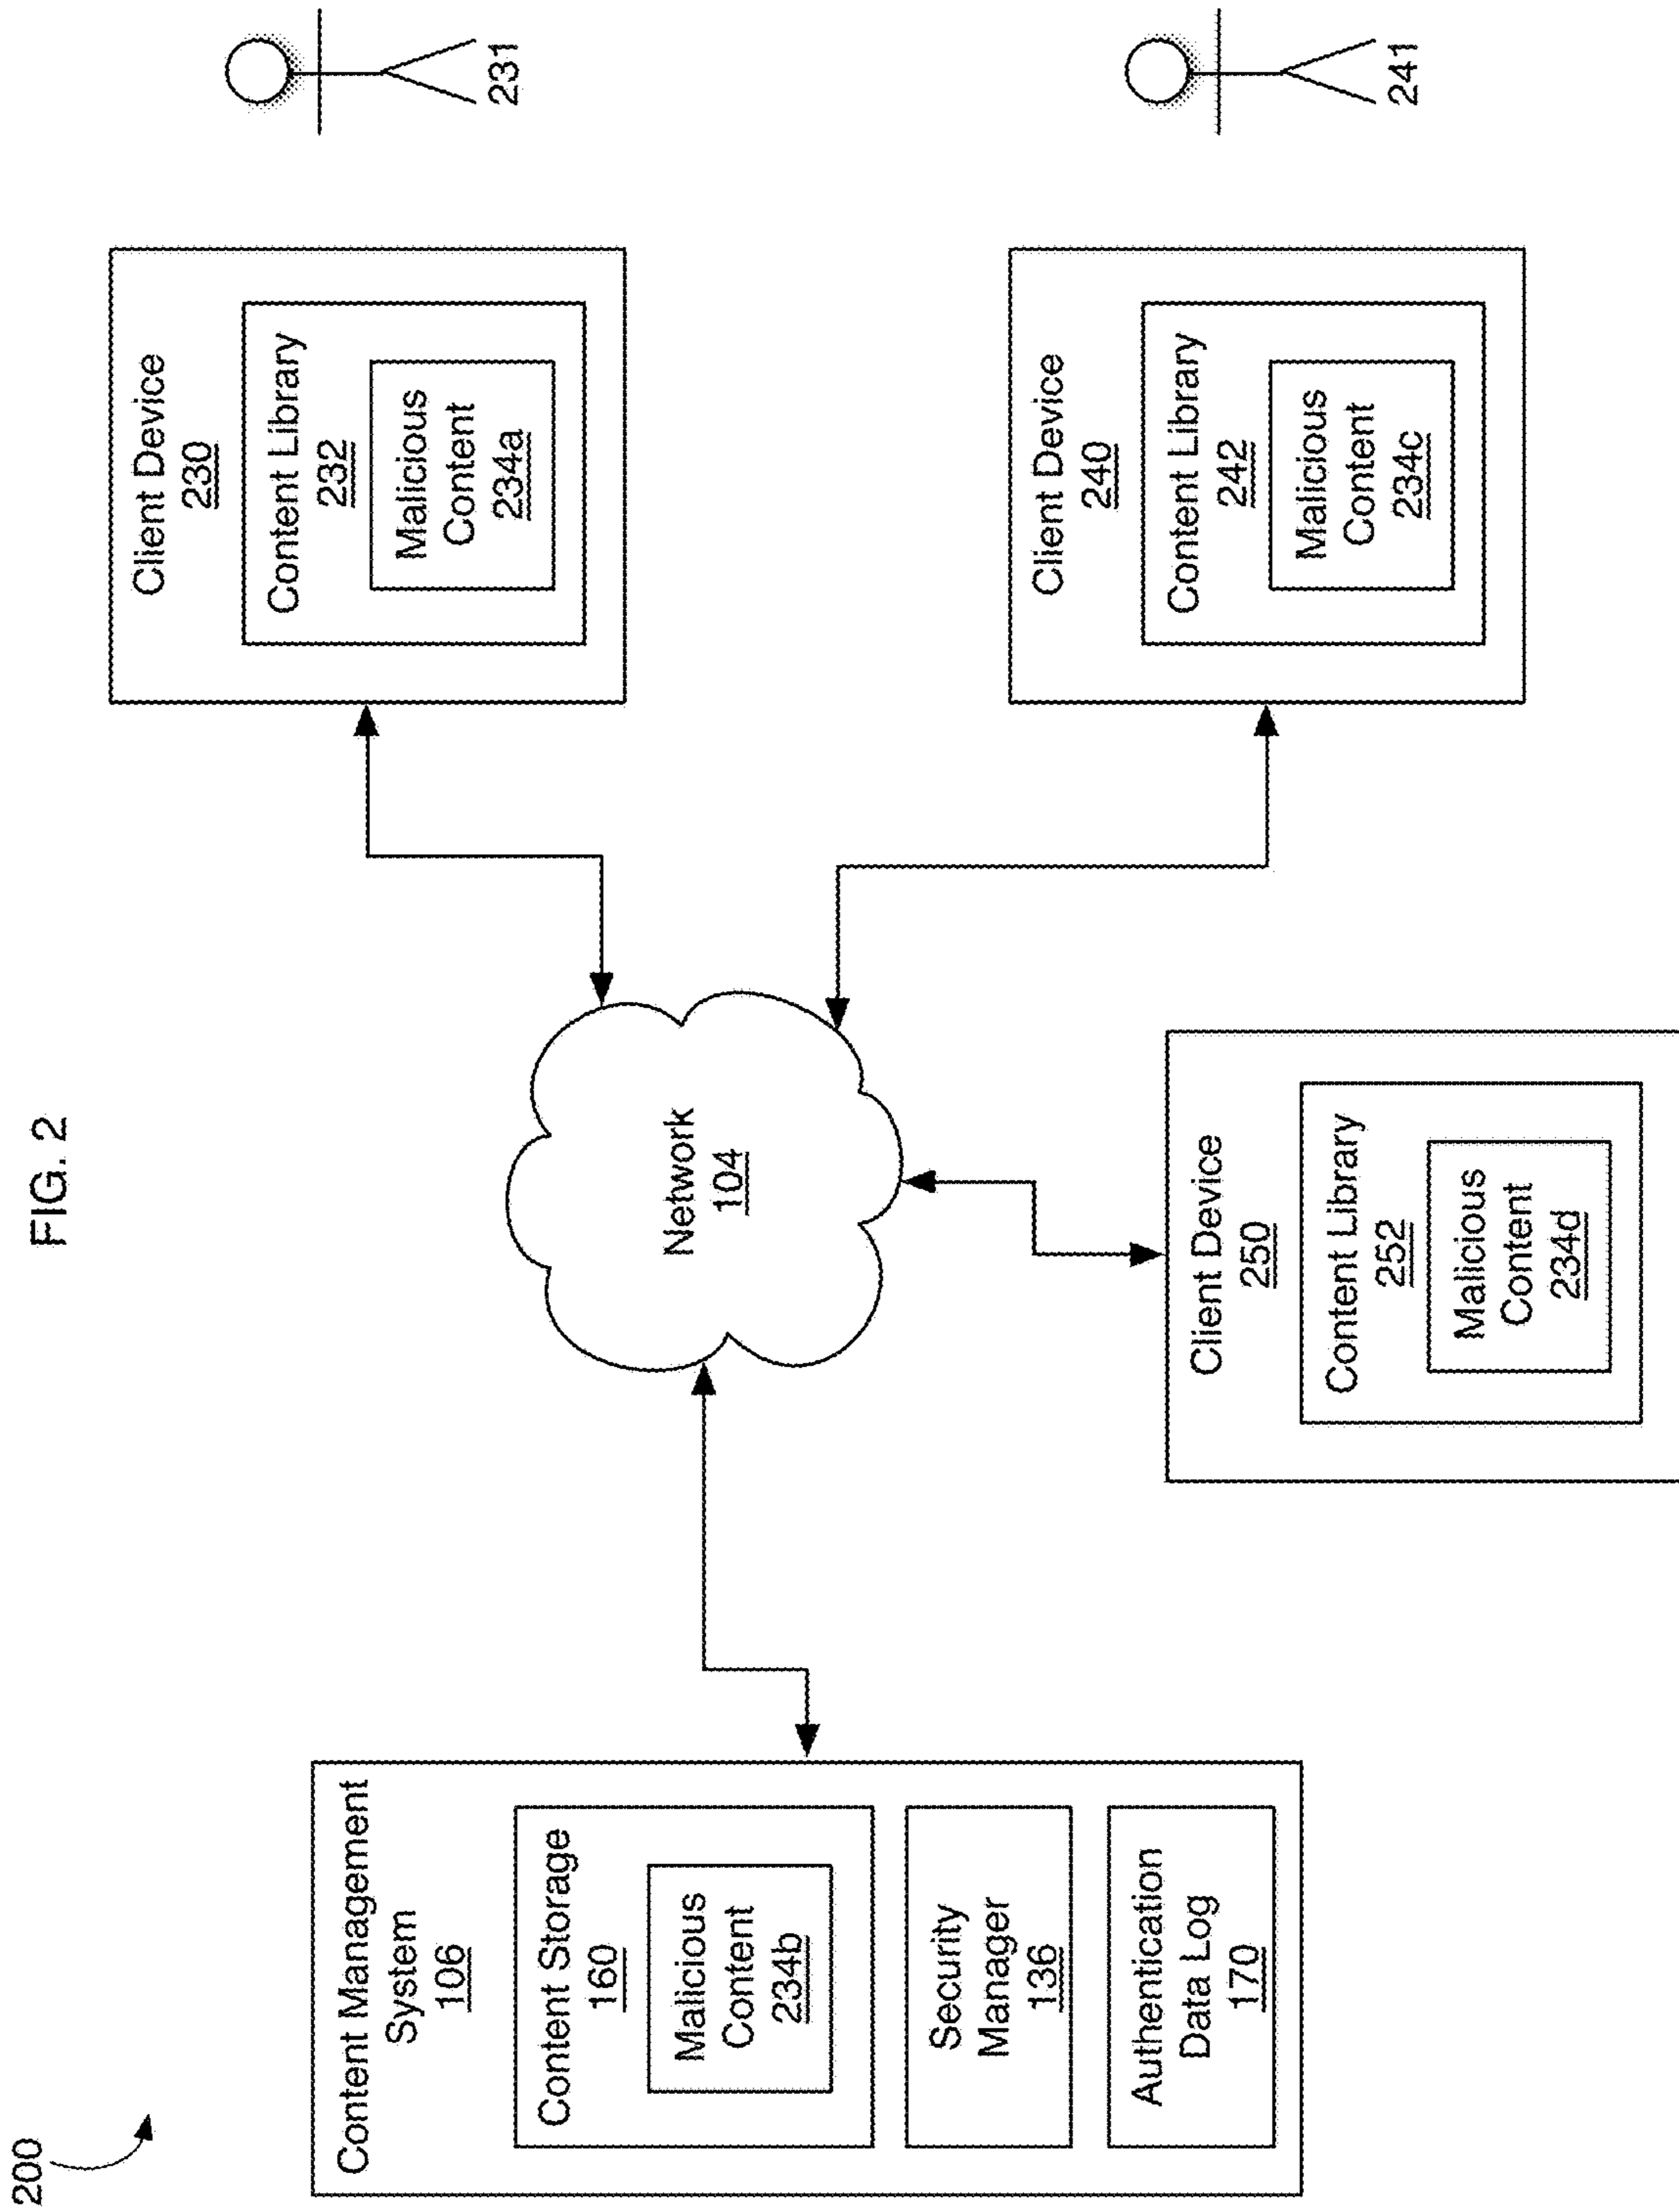 FIG. 2
200
Content Management
System
106
Content Storage
160
Malicious
Content
234b
Security
Manager
136
Authentication
Data Log
170
Network
104
Client Device
230
Content Library
232
Malicious
Content
234a
231
Client Device
240
Content Library
242
Malicious
Content
234c
241
Client Device
250
Content Library
252
Malicious
Content
234d